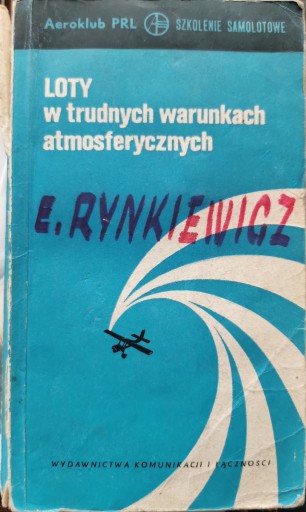 Aeroklub PRL SZKOLENIE SAMOLOTOWE
LOTY
w trudnych warunkach
atmosferycznych
E. RYNKIEWICZ
WYDAWNICTWA KOMUNIKACJI I ŁĄCZNOŚCI